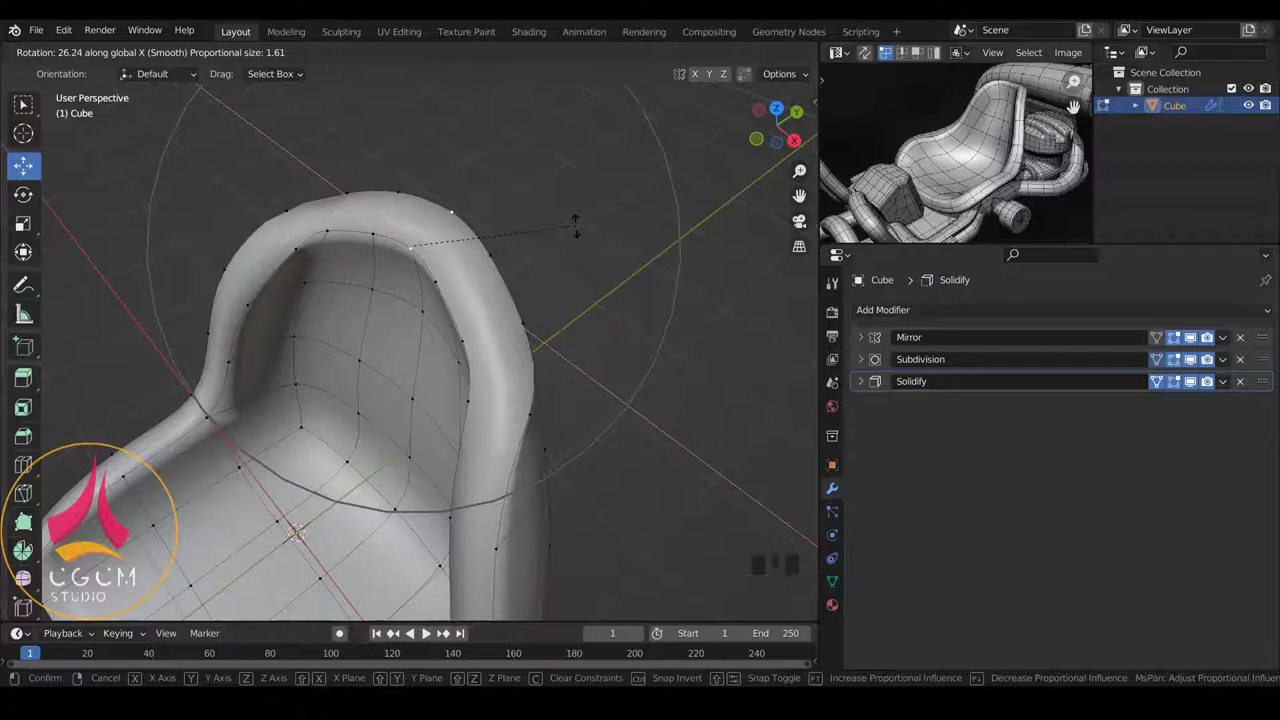 File Edit Render Window Help Layout Modeling Sculpting UV Editing Texture Paint Shading Animation Rendering Compositing Geometry Nodes Scripting + Scene ViewLayer
Rotation: 26.24 along global X (Smooth) Proportional size: 1.61
View Select Image
Orientation: Default Drag: Select Box X Y Z Options
User Perspective
(1) Cube
Scene Collection
Collection
Cube
Z
Y
X
Cube > Solidify
Add Modifier
Mirror
Subdivision
Solidify
CGCM
STUDIO
Playback Keying View Marker 1 Start 1 End 250
1 20 40 60 80 100 120 140 160 180 200 220 240
Confirm Cancel X X Axis Y Y Axis Z Z Axis X X Plane Y Y Plane Z Z Plane C Clear Constraints Ctrl Snap Invert Snap Toggle Increase Proportional Influence Decrease Proportional Influence MsPan: Adjust Proportional Infl